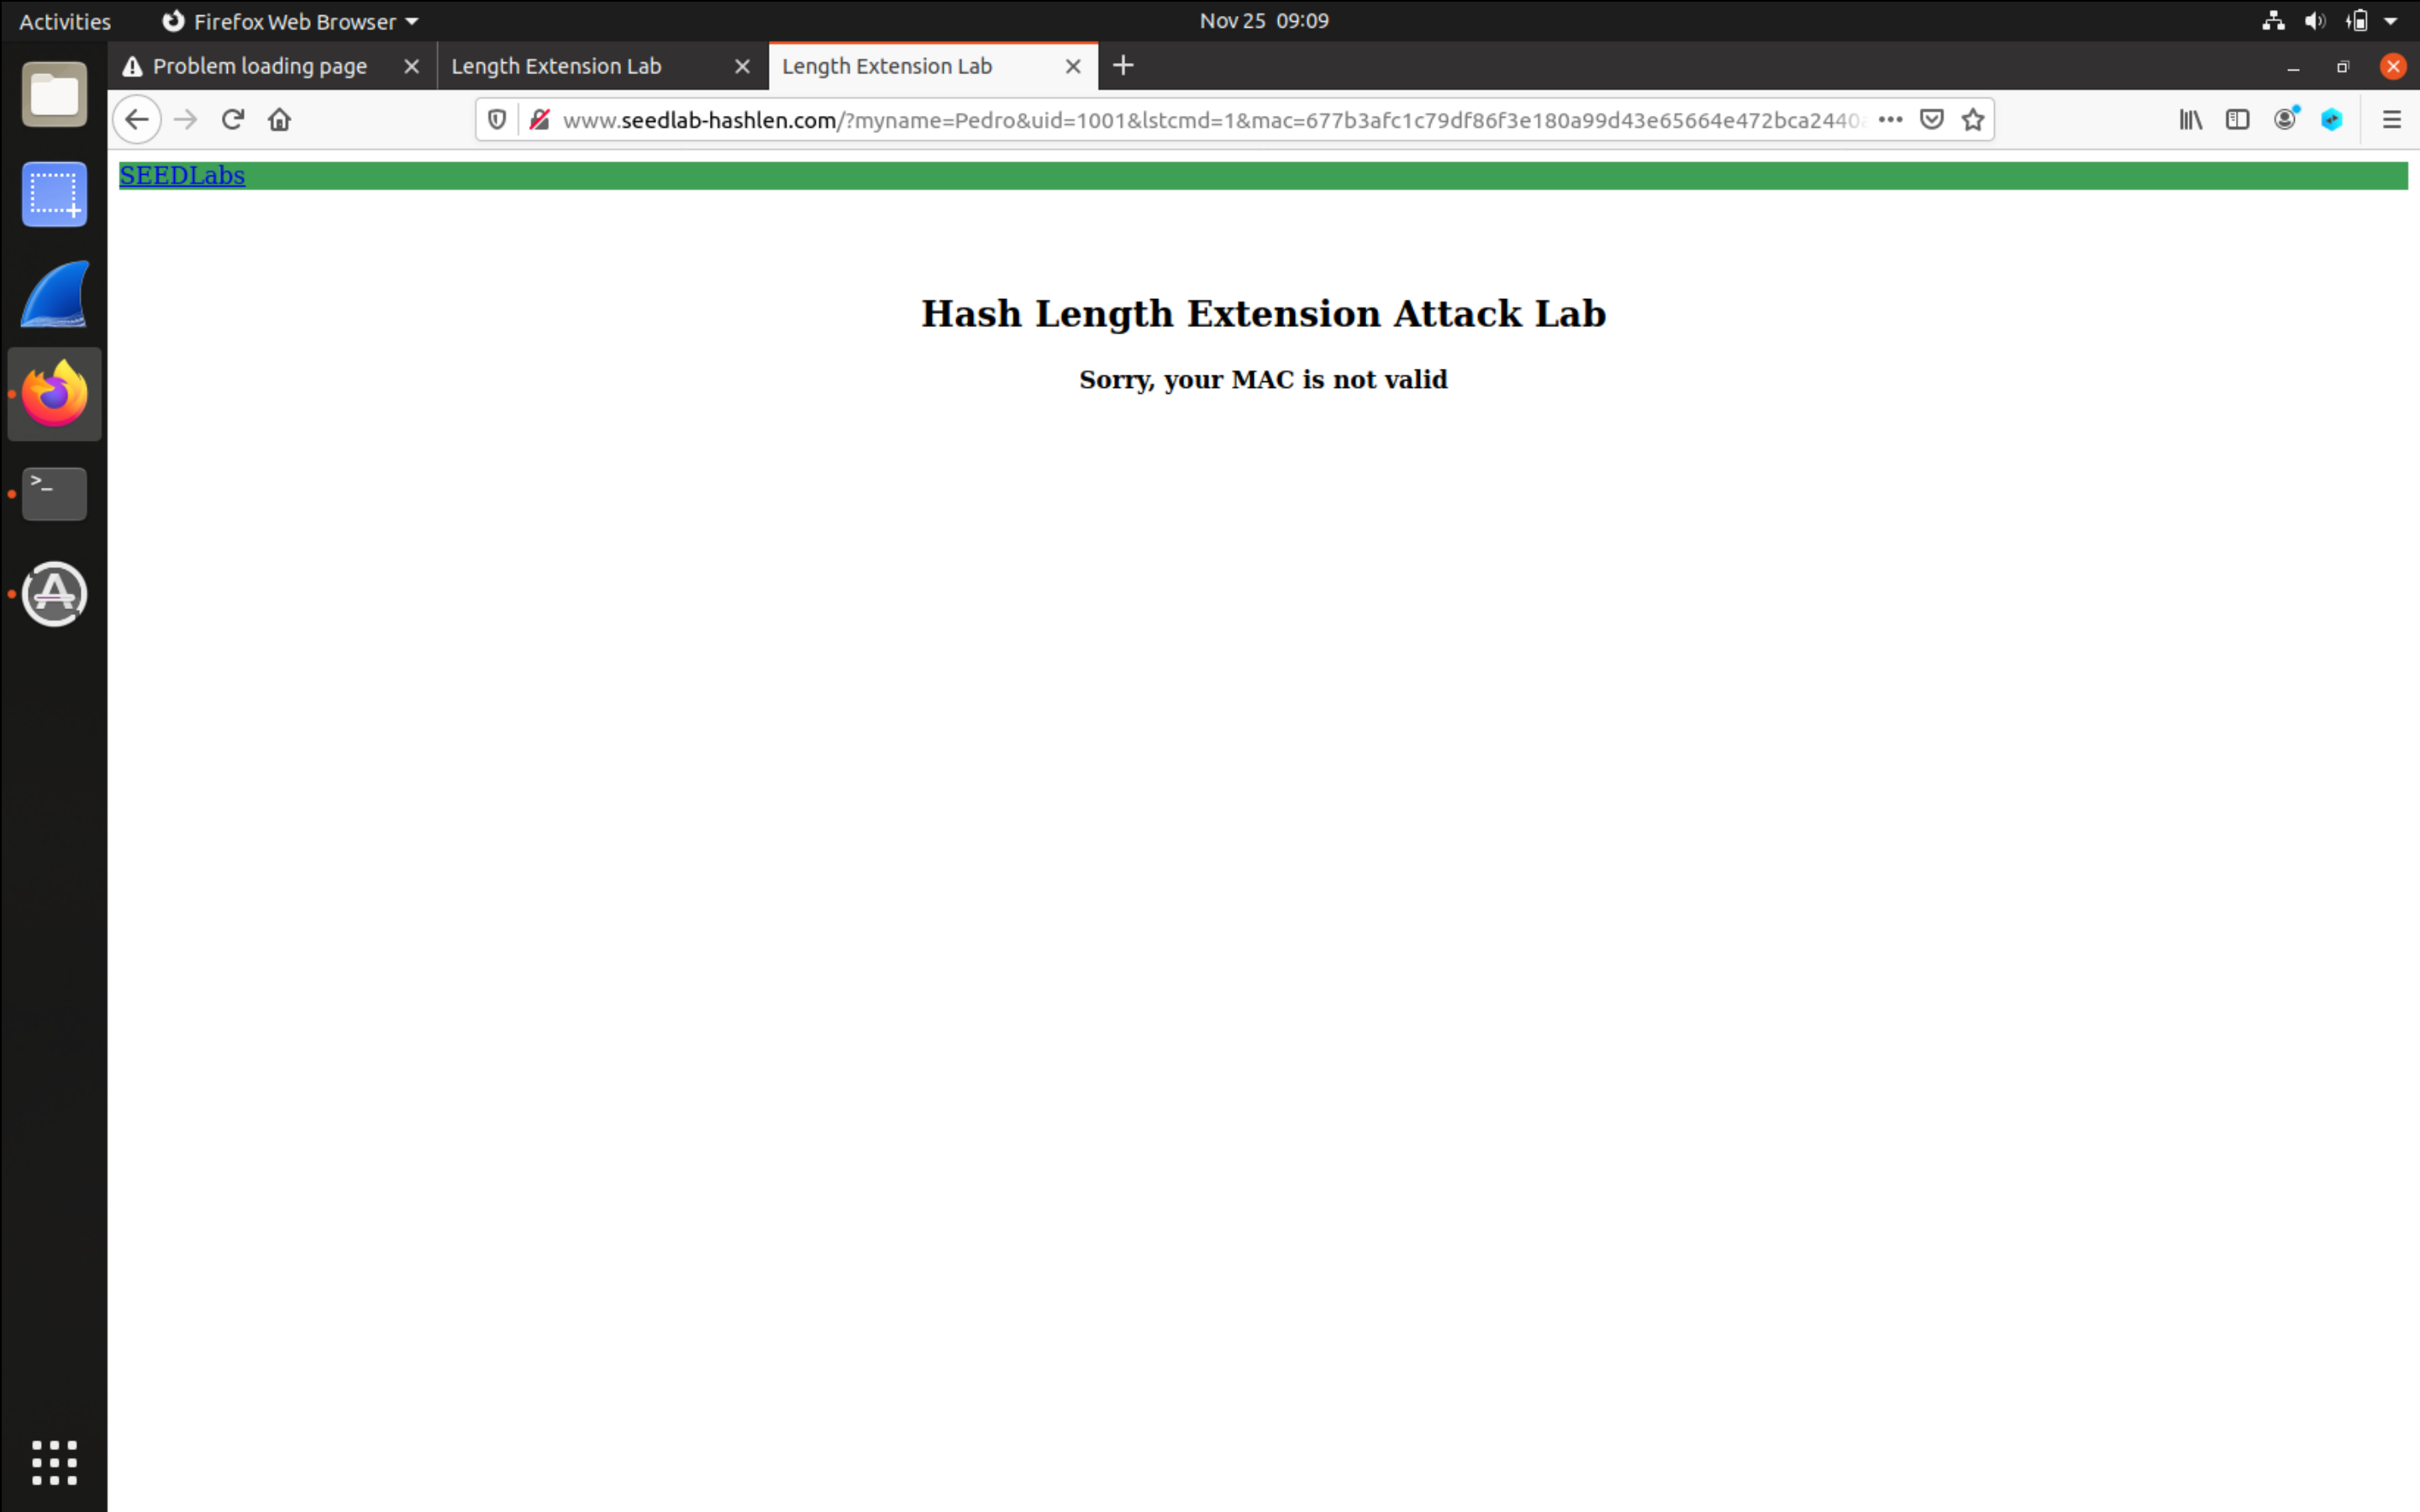 Activities Firefox Web Browser Nov 25 09:09
Problem loading page Length Extension Lab Length Extension Lab
www.seedlab-hashlen.com/?myname=Pedro&uid=1001&lstcmd=1&mac=677b3afc1c79df86f3e180a99d43e65664e472bca2440
SEEDLabs
Hash Length Extension Attack Lab
Sorry, your MAC is not valid